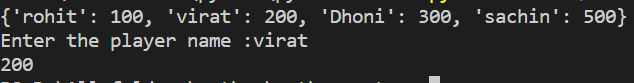 {'rohit': 100, 'virat': 200, 'Dhoni': 300, 'sachin': 500}
Enter the player name :virat
200